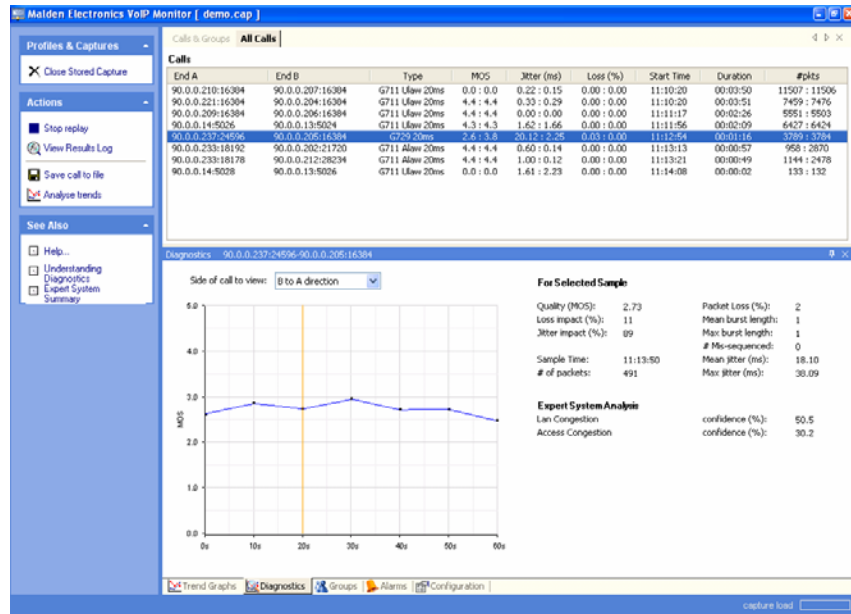 Malden Electronics VoIP Monitor [ demo.cap ]
Profiles & Captures
Close Stored Capture
Actions
Stop replay
View Results Log
Save call to file
Analyse trends
See Also
Help...
Understanding
Diagnostics
Expert System
Summary
Calls & Groups All Calls
Calls
End A End B Type MOS Jitter (ms) Loss (%) Start Time Duration #pkts
90.0.0.210:16384 90.0.0.207:16384 G711 Ulaw 20ms 0.0 : 0.0 0.22 : 0.15 0.00 : 0.00 11:10:20 00:03:50 11507 : 11506
90.0.0.221:16384 90.0.0.204:16384 G711 Ulaw 20ms 4.4 : 4.4 0.33 : 0.29 0.00 : 0.00 11:10:20 00:03:51 7459 : 7476
90.0.0.209:16384 90.0.0.206:16384 G711 Ulaw 20ms 4.4 : 4.4 0.00 : 0.00 0.00 : 0.00 11:11:17 00:02:26 5551 : 5503
90.0.0.14:5026 90.0.0.13:5024 G711 Ulaw 20ms 4.3 : 4.3 1.62 : 1.66 0.00 : 0.00 11:11:56 00:02:09 6427 : 6424
90.0.0.237:24596 90.0.0.205:16384 G729 20ms 2.6 : 3.8 20.12 : 2.25 0.03 : 0.00 11:12:54 00:01:16 3789 : 3784
90.0.0.233:18192 90.0.0.202:21720 G711 Alaw 20ms 4.4 : 4.4 0.60 : 0.14 0.00 : 0.00 11:13:13 00:00:57 958 : 2870
90.0.0.233:18178 90.0.0.212:28234 G711 Alaw 20ms 4.4 : 4.4 1.00 : 0.12 0.00 : 0.00 11:13:21 00:00:49 1144 : 2478
90.0.0.14:5028 90.0.0.13:5026 G711 Ulaw 20ms 0.0 : 0.0 1.61 : 2.23 0.00 : 0.00 11:14:08 00:00:02 133 : 132
Diagnostics 90.0.0.237:24596-90.0.0.205:16384
Side of call to view: B to A direction
5.0
4.0
3.0
2.0
1.0
0.0
MOS
0s 10s 20s 30s 40s 50s 60s
For Selected Sample
Quality (MOS): 2.73 Packet Loss (%): 2
Loss impact (%): 11 Mean burst length: 1
Jitter impact (%): 89 Max burst length: 1
# Mis-sequenced: 0
Sample Time: 11:13:50 Mean jitter (ms): 18.10
# of packets: 491 Max jitter (ms): 38.09
Expert System Analysis
Lan Congestion confidence (%): 50.5
Access Congestion confidence (%): 30.2
Trend Graphs Diagnostics Groups Alarms Configuration
capture load